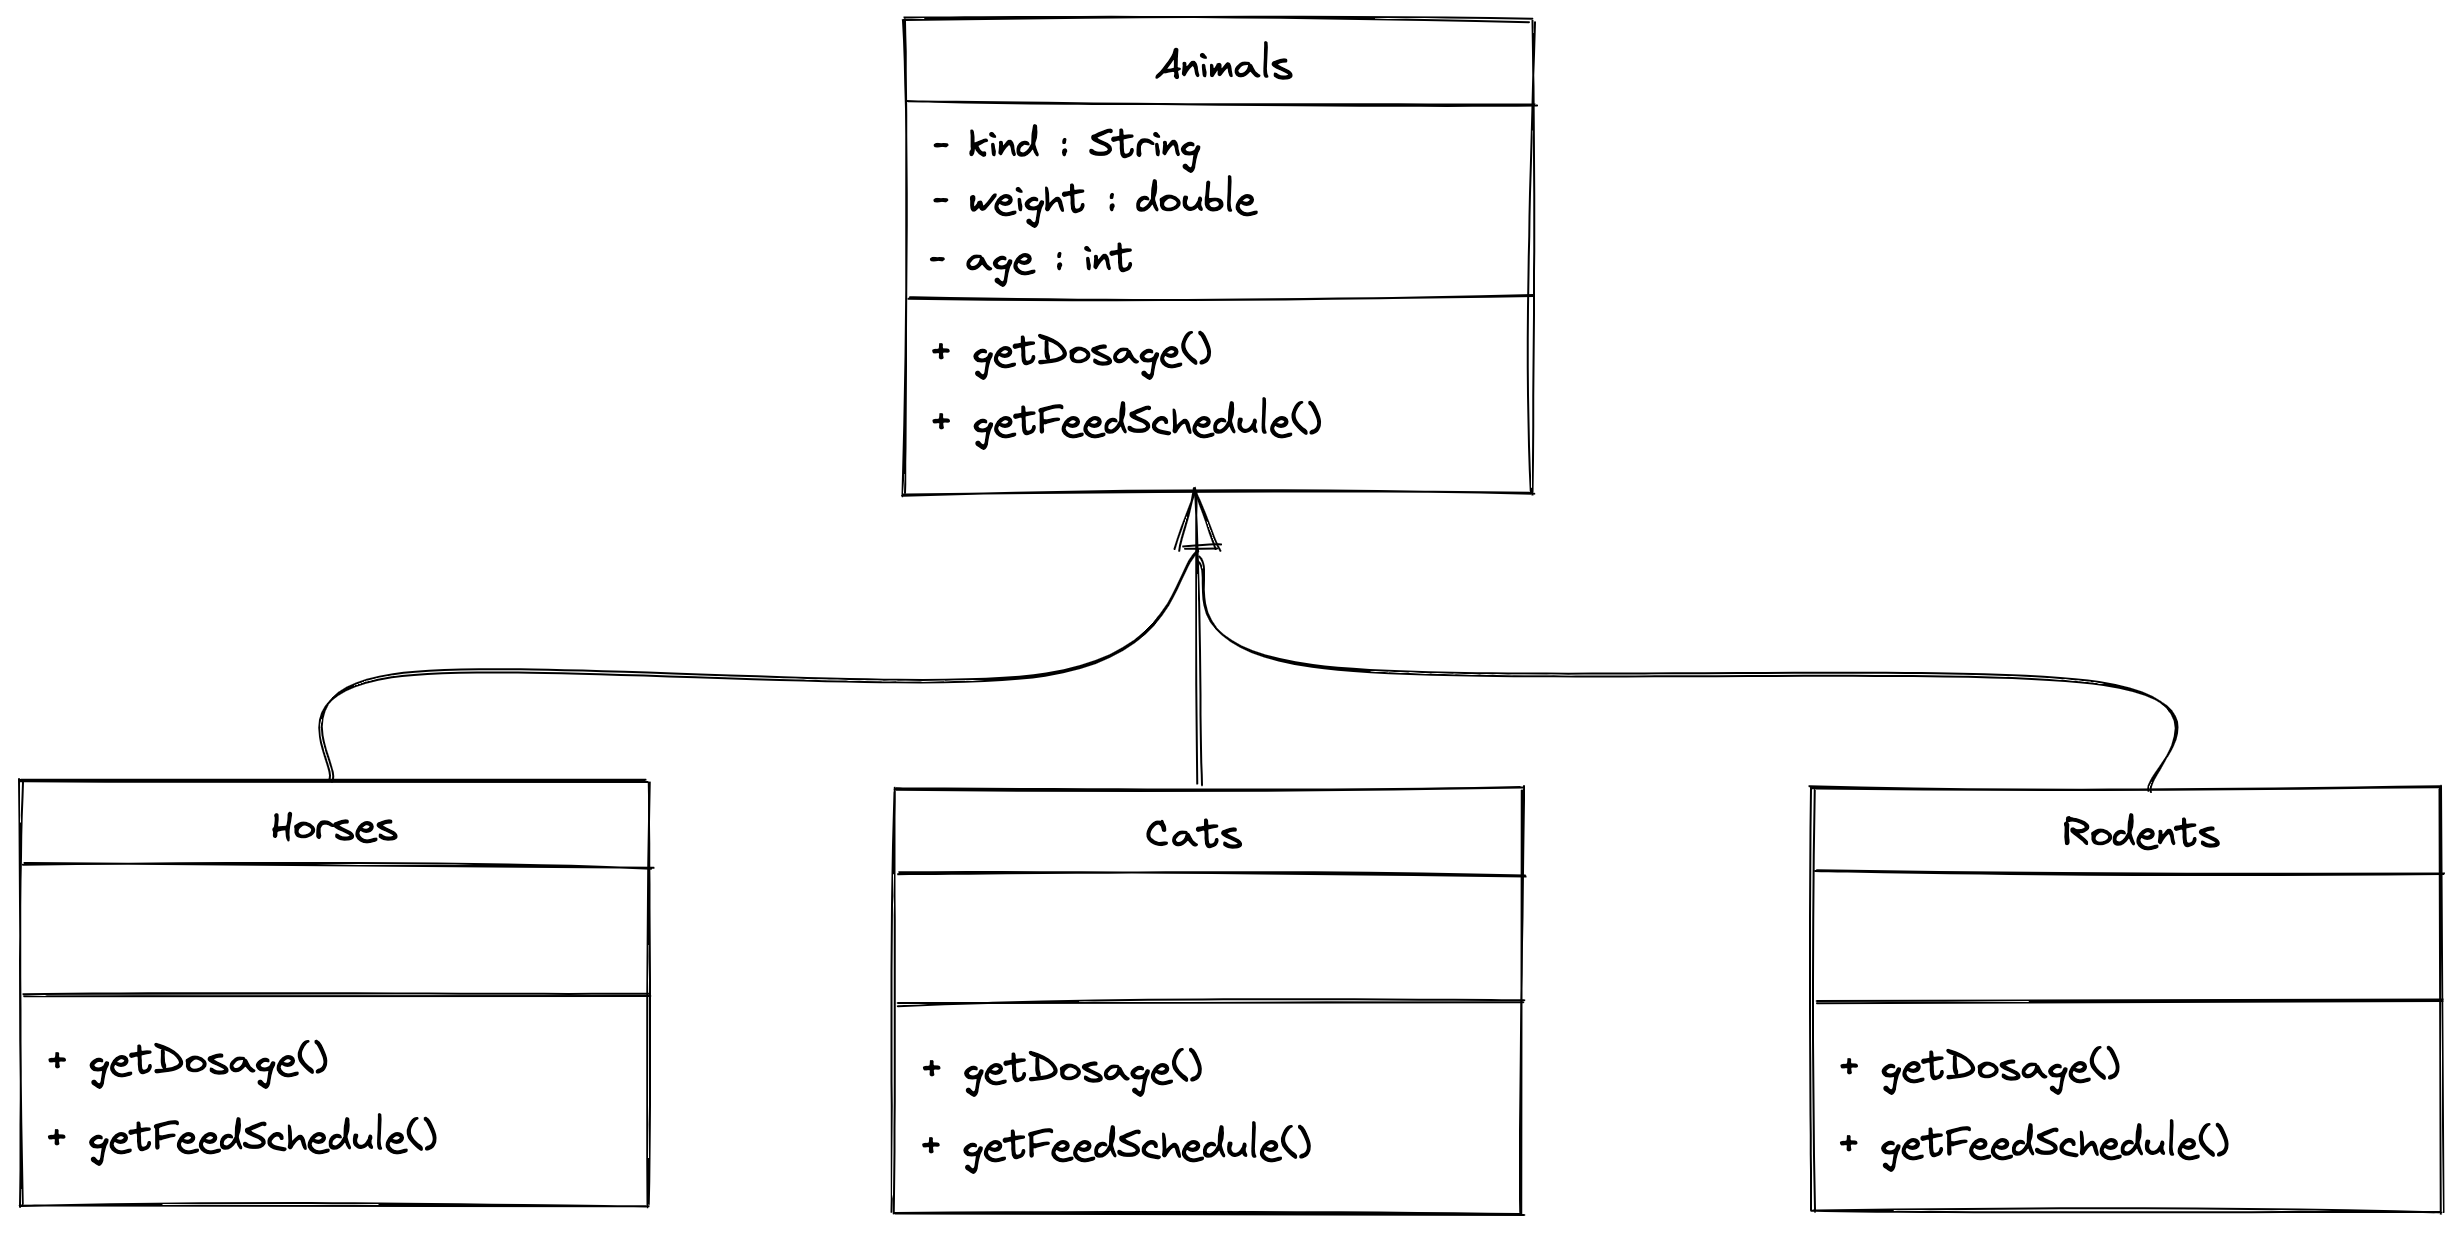 Animals
- kind : String
- weight : double
- age : int
+ getDosage()
+ getFeedSchedule()
Horses
+ getDosage()
+ getFeedSchedule()
Cats
+ getDosage()
+ getFeedSchedule()
Rodents
+ getDosage()
+ getFeedSchedule()